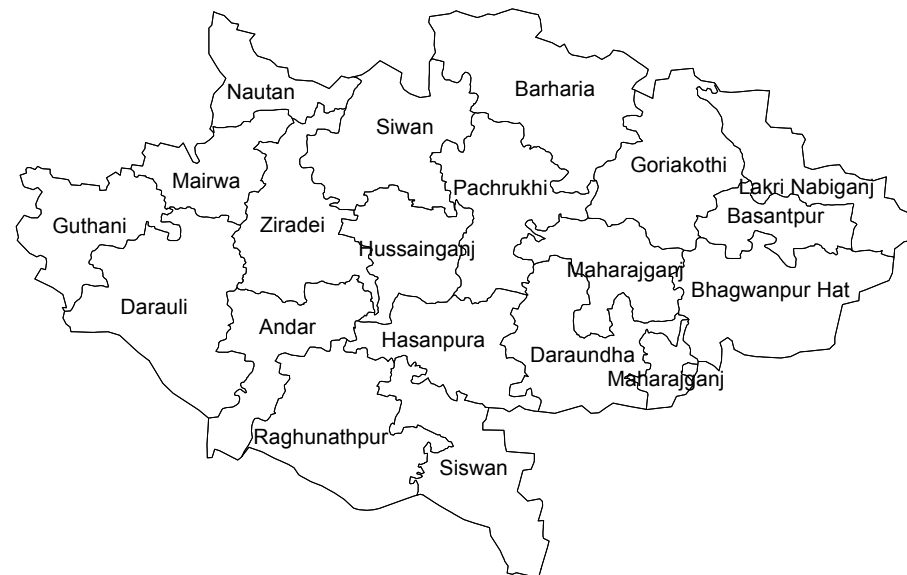 Nautan
Barharia
Siwan
Goriakothi
Mairwa
Pachrukhi
Lakri Nabiganj
Basantpur
Guthani
Ziradei
Hussainganj
Maharajganj
Bhagwanpur Hat
Darauli
Andar
Hasanpura
Daraundha
Maharajganj
Raghunathpur
Siswan